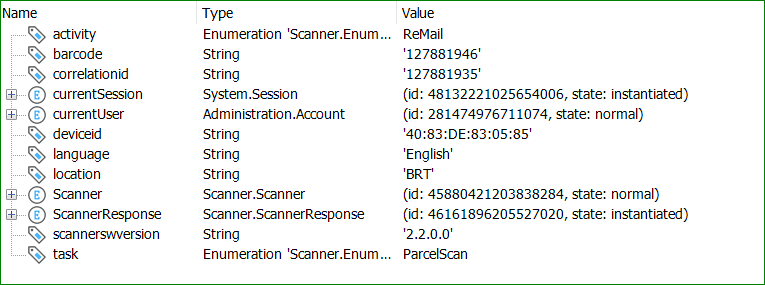 Name Type Value
activity Enumeration 'Scanner.Enum... ReMail
barcode String '127881946'
correlationid String '127881935'
E currentSession System.Session (id: 48132221025654006, state: instantiated)
E currentUser Administration.Account (id: 281474976711074, state: normal)
deviceid String '40:83:DE:83:05:85'
language String 'English'
location String 'BRT'
E Scanner Scanner.Scanner (id: 45880421203838284, state: normal)
E ScannerResponse Scanner.ScannerResponse (id: 46161896205527020, state: instantiated)
scannerswversion String '2.2.0.0'
task Enumeration 'Scanner.Enum... ParcelScan